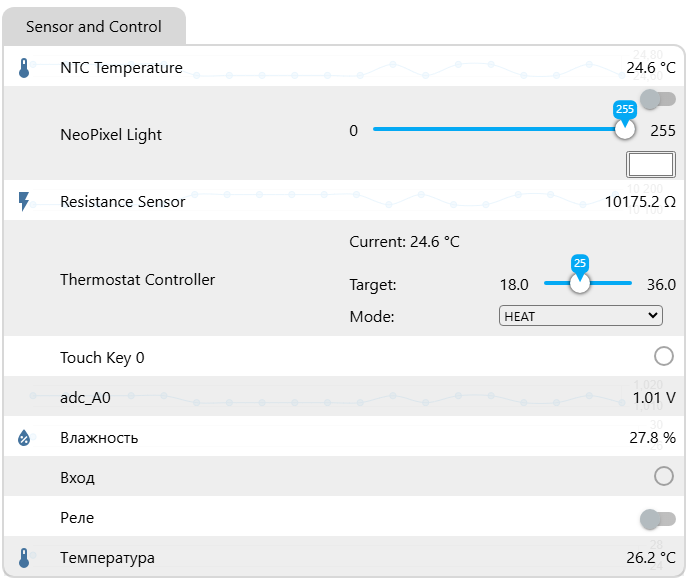 Sensor and Control
NTC Temperature 24.6 °C
255
NeoPixel Light 0 255
Resistance Sensor 10175.2 Ω
Current: 24.6 °C
25
Thermostat Controller
Target: 18.0 36.0
Mode: HEAT
Touch Key 0
adc_A0 1.01 V
Влажность 27.8 %
Вход
Реле
Температура 26.2 °C